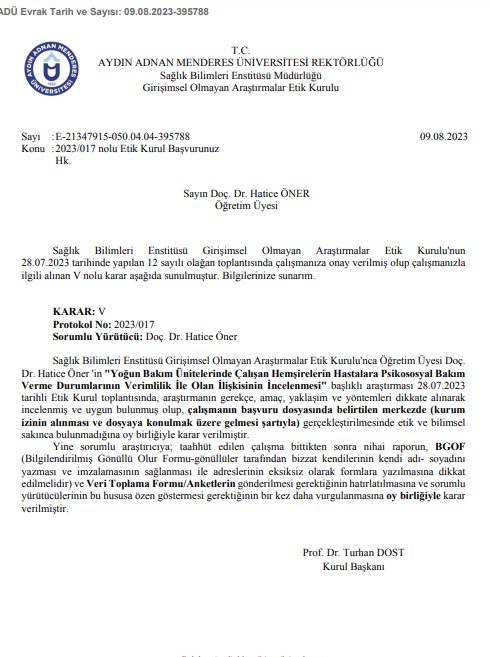 ADÜ Evrak Tarih ve Sayısı: 09.08.2023-395788
T.C.
AYDIN ADNAN MENDERES ÜNİVERSİTESİ REKTÖRLÜĞÜ
Sağlık Bilimleri Enstitüsü Müdürlüğü
Girişimsel Olmayan Araştırmalar Etik Kurulu
AYDIN ADNAN MENDERES
ÜNİVERSİTESİ
Sayı : E-21347915-050.04.04-395788 09.08.2023
Konu : 2023/017 nolu Etik Kurul Başvurunuz
Hk.
Sayın Doç. Dr. Hatice ÖNER
Öğretim Üyesi
Sağlık Bilimleri Enstitüsü Girişimsel Olmayan Araştırmalar Etik Kurulu'nun
28.07.2023 tarihinde yapılan 12 sayılı olağan toplantısında çalışmanıza onay verilmiş olup çalışmanızla
ilgili alınan V nolu karar aşağıda sunulmuştur. Bilgilerinize sunarım.
KARAR: V
Protokol No: 2023/017
Sorumlu Yürütücü: Doç. Dr. Hatice Öner
Sağlık Bilimleri Enstitüsü Girişimsel Olmayan Araştırmalar Etik Kurulu'nca Öğretim Üyesi Doç.
Dr. Hatice Öner 'in "Yoğun Bakım Ünitelerinde Çalışan Hemşirelerin Hastalara Psikososyal Bakım
Verme Durumlarının Verimlilik İle Olan İlişkisinin İncelenmesi" başlıklı araştırması 28.07.2023
tarihli Etik Kurul toplantısında, araştırmanın gerekçe, amaç, yaklaşım ve yöntemleri dikkate alınarak
incelenmiş ve uygun bulunmuş olup, çalışmanın başvuru dosyasında belirtilen merkezde (kurum
izinin alınması ve dosyaya konulmak üzere gelmesi şartıyla) gerçekleştirilmesinde etik ve bilimsel
sakınca bulunmadığına oy birliğiyle karar verilmiştir.
Yine sorumlu araştırıcıya; taahhüt edilen çalışma bittikten sonra nihai raporun, BGOF
(Bilgilendirilmiş Gönüllü Olur Formu-gönüllüler tarafından bizzat kendilerinin kendi adı- soyadını
yazması ve imzalamasının sağlanması ile adreslerinin eksiksiz olarak formlara yazılmasına dikkat
edilmelidir) ve Veri Toplama Formu/Anketlerin gönderilmesi gerektiğinin hatırlatılmasına ve sorumlu
yürütücülerinin bu hususa özen göstermesi gerektiğinin bir kez daha vurgulanmasına oy birliğiyle karar
verilmiştir.
Prof. Dr. Turhan DOST
Kurul Başkanı